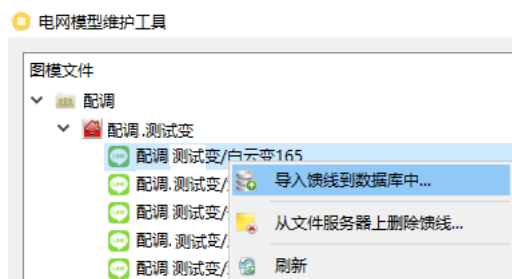 电网模型维护工具
图模文件
配调
配调.测试变
配调 测试变/白云变165
配调.测试变/
导入馈线到数据库中...
配调 测试变/
从文件服务器上删除馈线...
配调. 测试变/
配调 测试变/
刷新